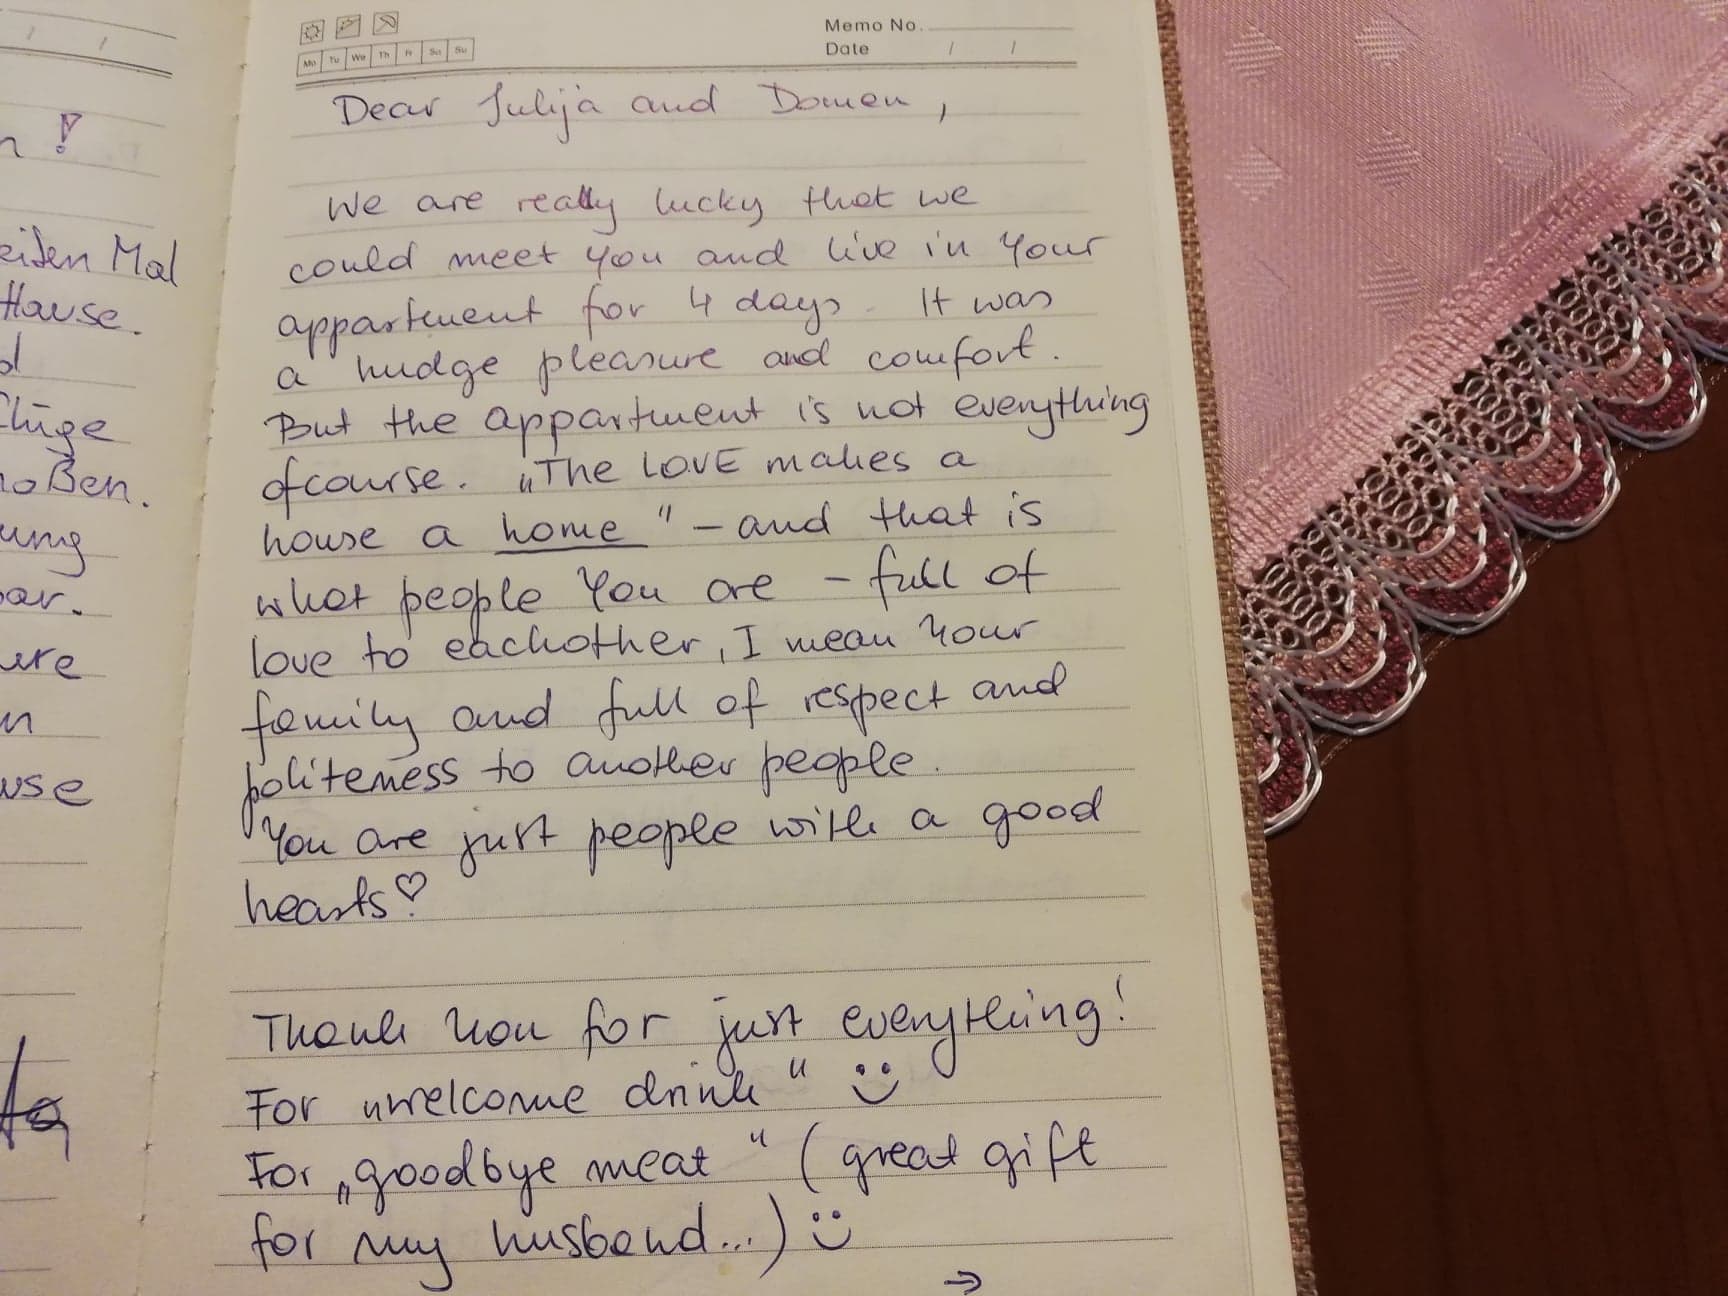 n!
eiten Mal
Hause.
d
oßen.
ung
ar.
n
use
Memo No.
Date / /
Mo Tu We Th Fr Sa Su
Dear Julija and Domen,
We are really lucky that we
could meet You and live in Your
appartment for 4 days. It was
a hudge pleasure and comfort.
But the appartment is not everything
ofcourse. „The LOVE makes a
house a home" – and that is
what people You are – full of
love to eachother, I mean Your
family and full of respect and
politeness to another people.
You are just people with a good
hearts♡
Thank You for just everything!
For „welcome drink" :)
For „goodbye meat" (great gift
for my husband...) :)
→